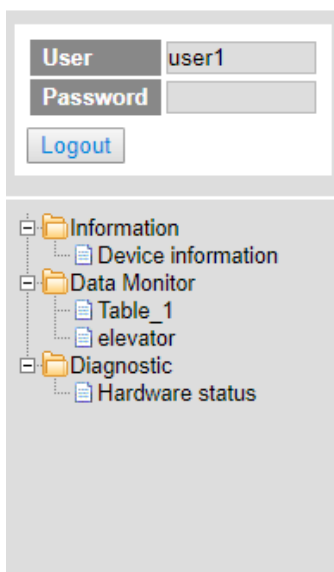 User user1
Password
Logout
Information
Device information
Data Monitor
Table_1
elevator
Diagnostic
Hardware status